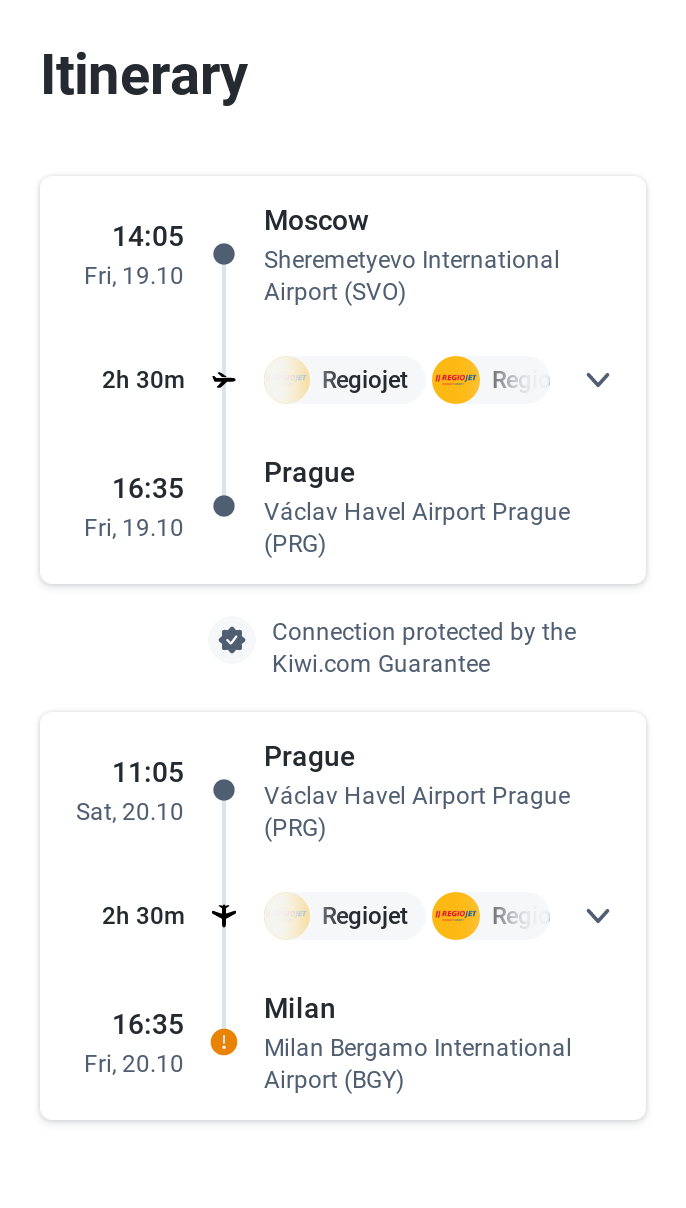 Itinerary
14:05
Fri, 19.10
Moscow
Sheremetyevo International
Airport (SVO)
2h 30m
Regiojet
REGIOJET
Regio
16:35
Fri, 19.10
Prague
Václav Havel Airport Prague
(PRG)
Connection protected by the
Kiwi.com Guarantee
11:05
Sat, 20.10
Prague
Václav Havel Airport Prague
(PRG)
2h 30m
Regiojet
REGIOJET
Regio
16:35
Fri, 20.10
Milan
Milan Bergamo International
Airport (BGY)